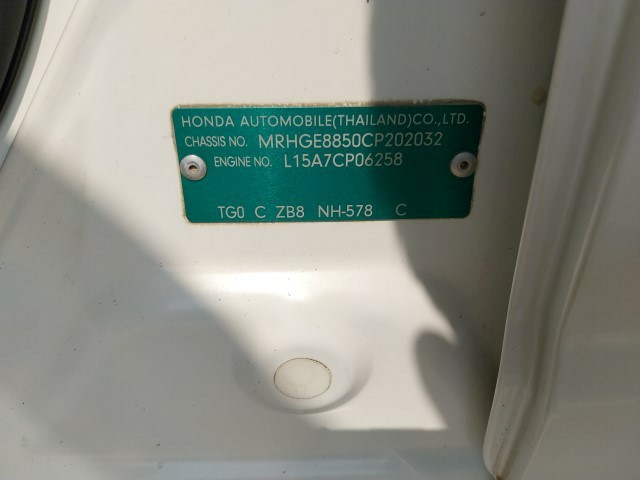 HONDA AUTOMOBILE(THAILAND)CO.,LTD.
CHASSIS NO. MRHGE8850CP202032
ENGINE NO. L15A7CP06258
TG0 C ZB8 NH-578 C